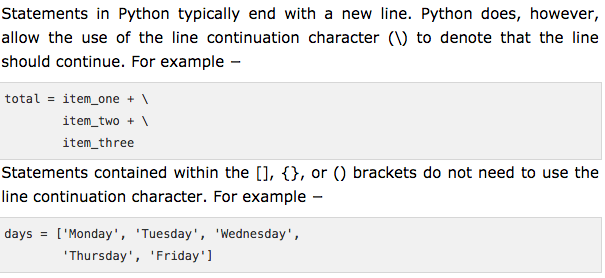 Statements in Python typically end with a new line. Python does, however,
allow the use of the line continuation character (\) to denote that the line
should continue. For example −
total = item_one + \
        item_two + \
        item_three
Statements contained within the [], {}, or () brackets do not need to use the
line continuation character. For example −
days = ['Monday', 'Tuesday', 'Wednesday',
        'Thursday', 'Friday']